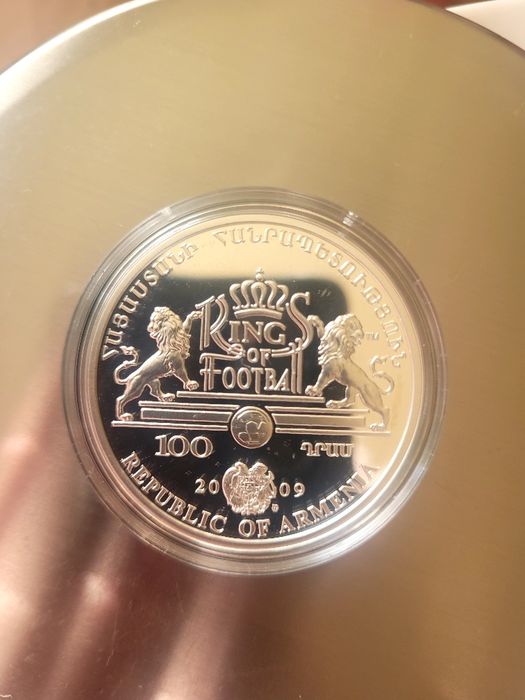 ՀԱՅԱՍՏԱՆԻ ՀԱՆՐԱՊԵՏՈՒԹՅՈՒՆ
KINGS
OF
FOOTBALL
100 ԴՐԱՄ
20 09
REPUBLIC OF ARMENIA